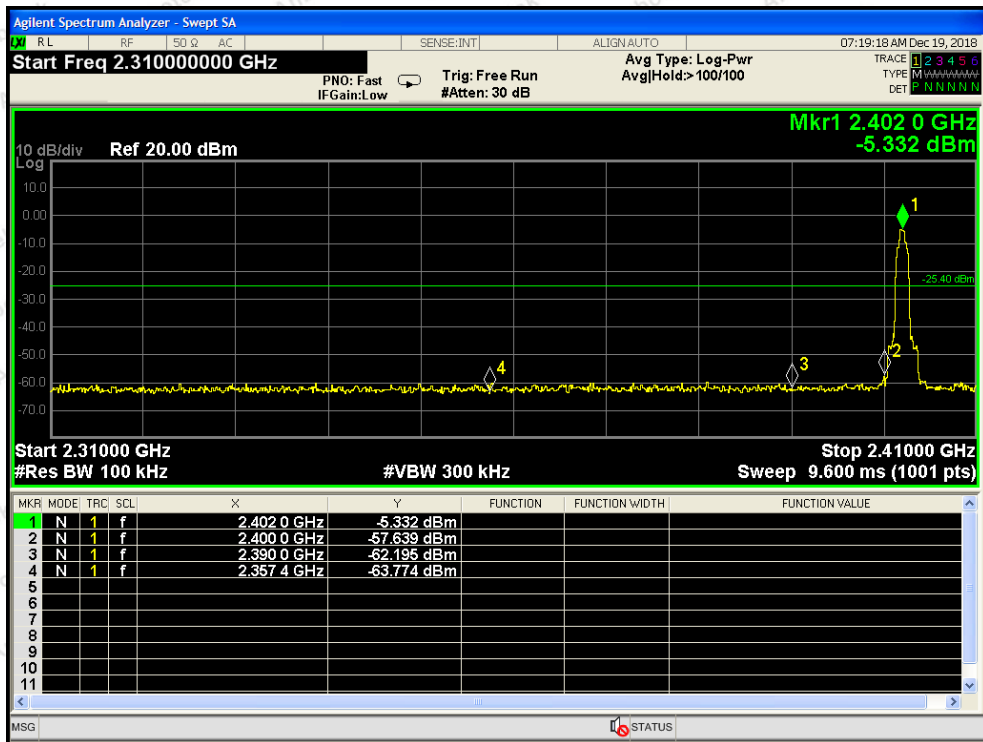 Agilent Spectrum Analyzer - Swept SA
LXI RL RF 50 Ω AC SENSE:INT ALIGN AUTO 07:19:18 AM Dec 19, 2018
Start Freq 2.310000000 GHz
PNO: Fast
IFGain:Low
Trig: Free Run
#Atten: 30 dB
Avg Type: Log-Pwr
Avg|Hold:>100/100
TRACE 1 2 3 4 5 6
TYPE M
DET P N N N N N
Mkr1 2.402 0 GHz
-5.332 dBm
10 dB/div Ref 20.00 dBm
Log
10.0
0.00
-10.0
-20.0
-30.0
-40.0
-50.0
-60.0
-70.0
1
-25.40 dBm
2
3
4
Start 2.31000 GHz Stop 2.41000 GHz
#Res BW 100 kHz #VBW 300 kHz Sweep 9.600 ms (1001 pts)
MKR MODE TRC SCL X Y FUNCTION FUNCTION WIDTH FUNCTION VALUE
1 N 1 f 2.402 0 GHz -5.332 dBm
2 N 1 f 2.400 0 GHz -57.639 dBm
3 N 1 f 2.390 0 GHz -62.195 dBm
4 N 1 f 2.357 4 GHz -63.774 dBm
5
6
7
8
9
10
11
MSG STATUS